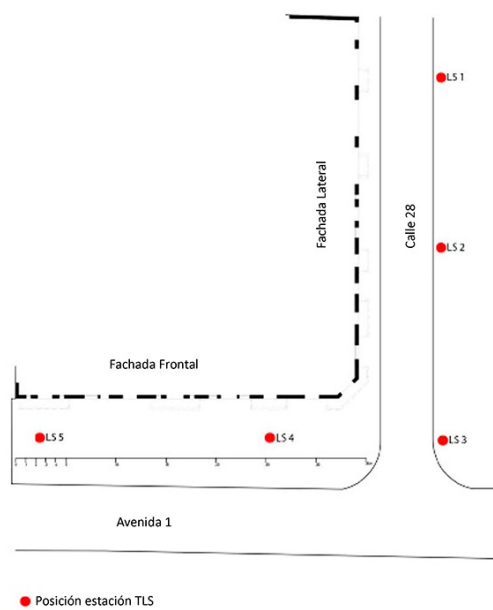 LS 1
Fachada Lateral
Calle 28
LS 2
Fachada Frontal
LS 5
LS 4
LS 3
Avenida 1
Posición estación TLS